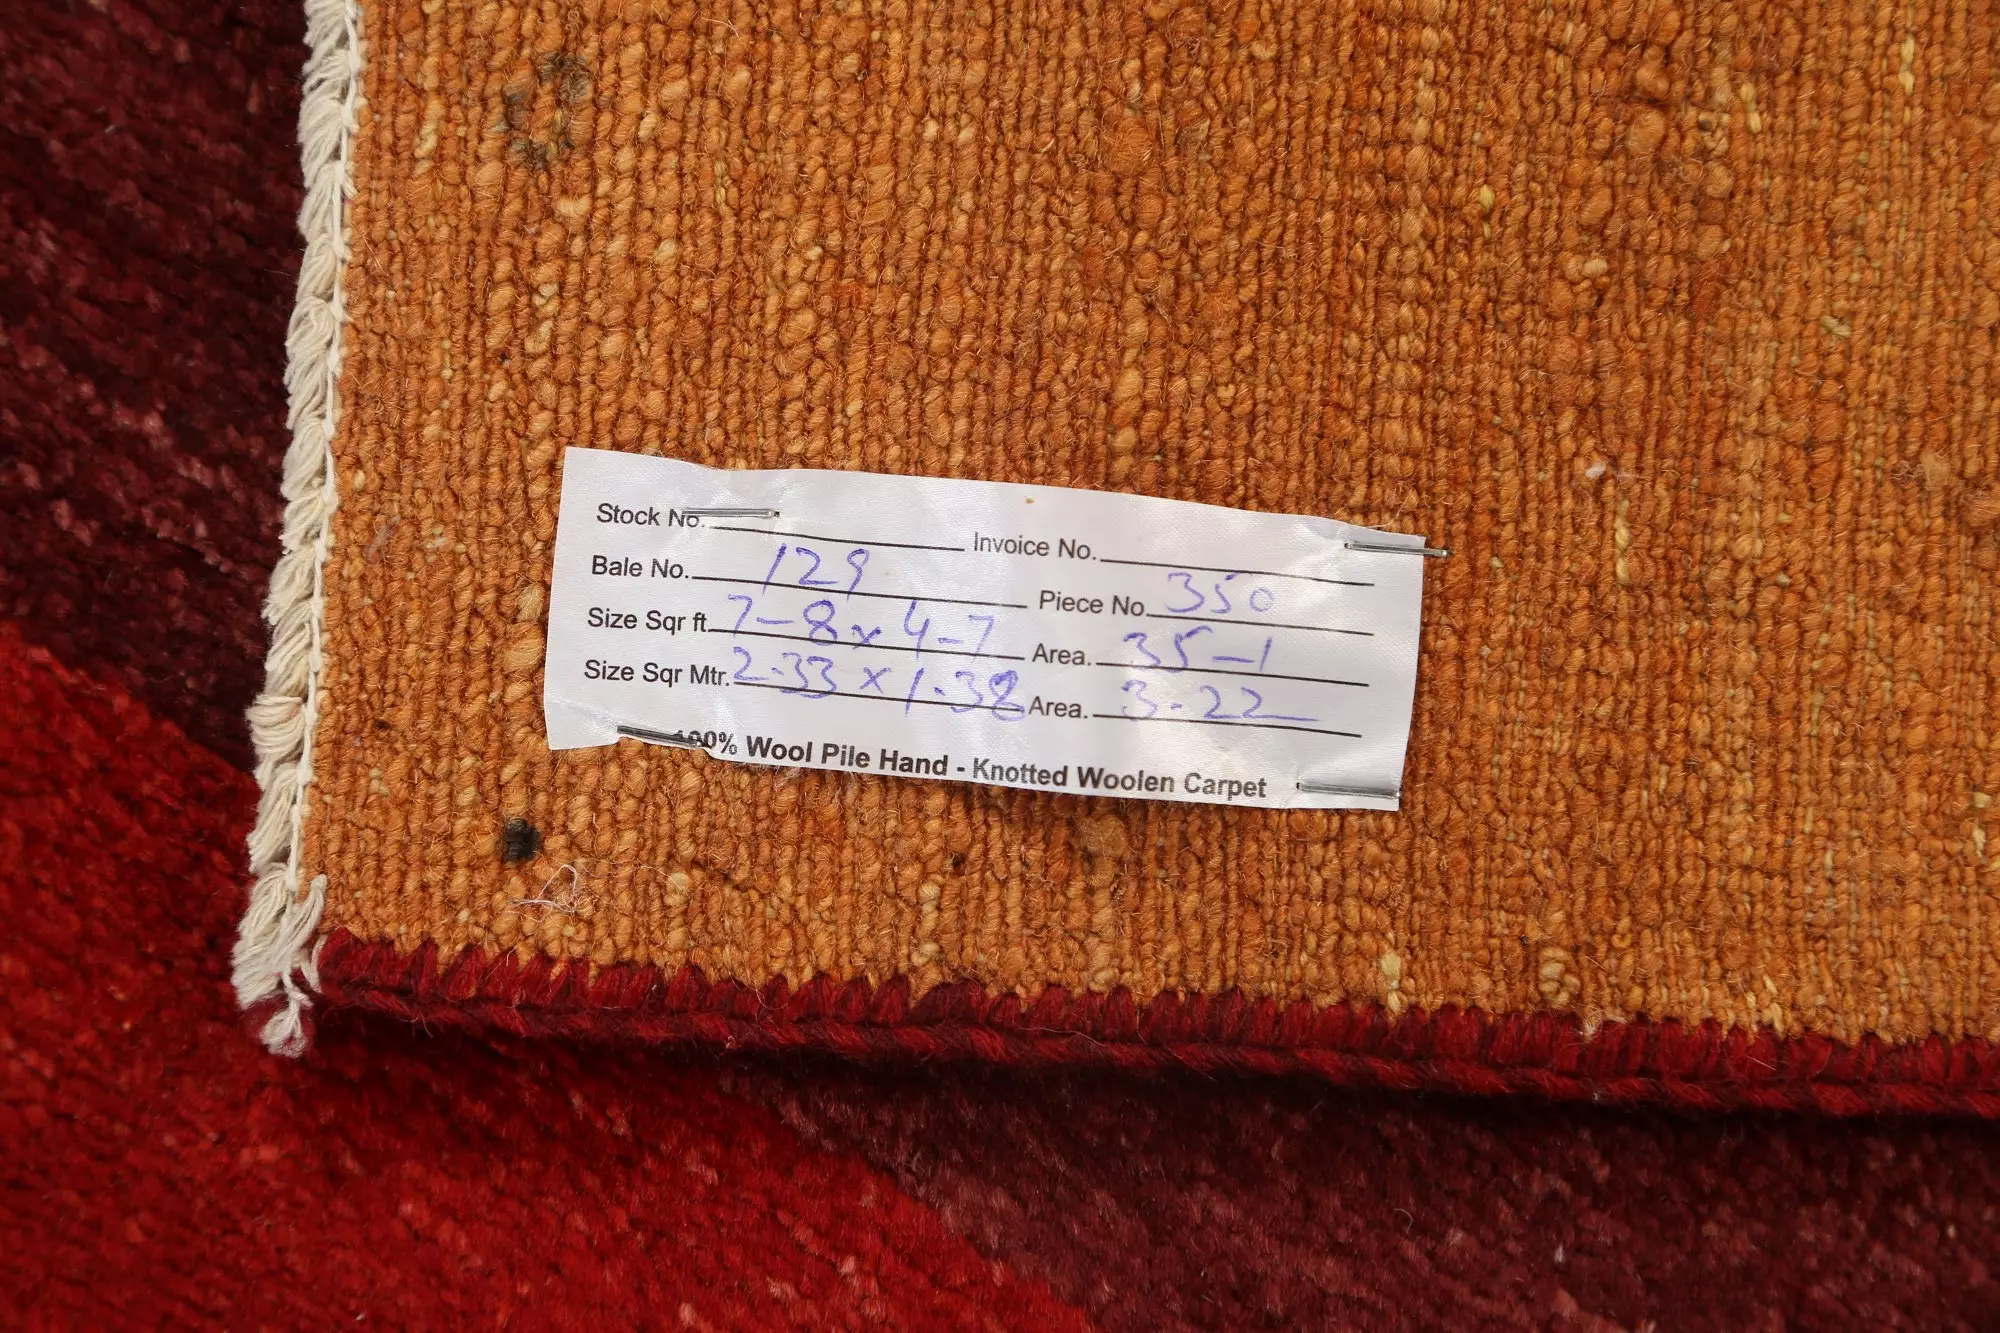 Stock No. Invoice No.
Bale No. 129 Piece No. 350
Size Sqr ft. 7-8 x 4-7 Area. 35-1
Size Sqr Mtr. 2.33 x 1.38 Area. 3.22
100% Wool Pile Hand - Knotted Woolen Carpet